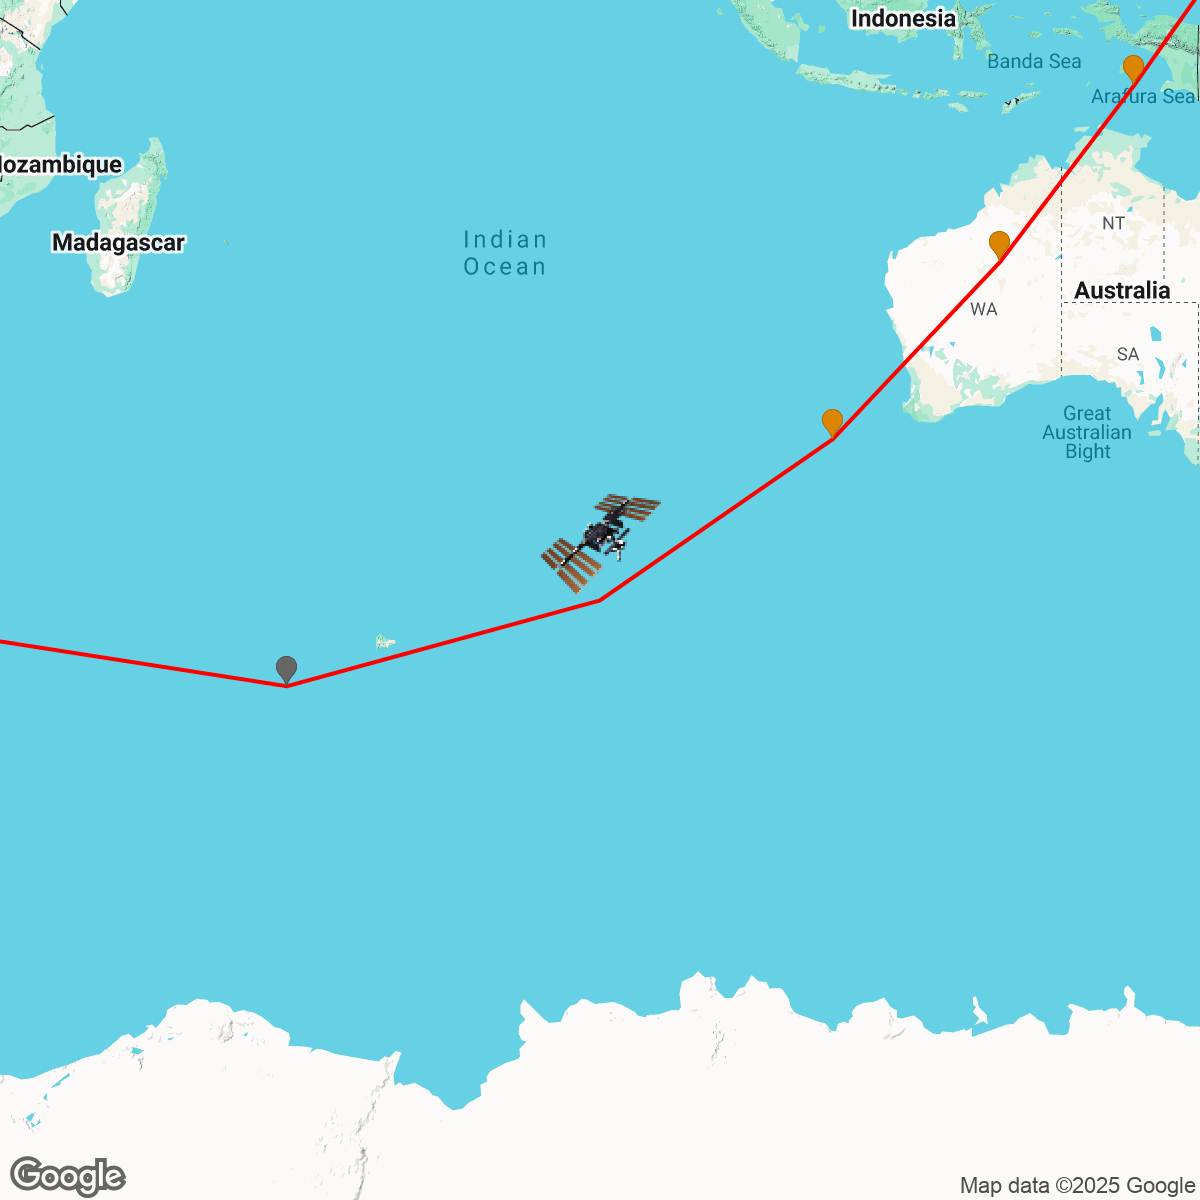 Indonesia
Banda Sea
Arafura Sea
Mozambique
Madagascar
Indian
Ocean
NT
Australia
WA
SA
Great
Australian
Bight
Google
Map data ©2025 Google